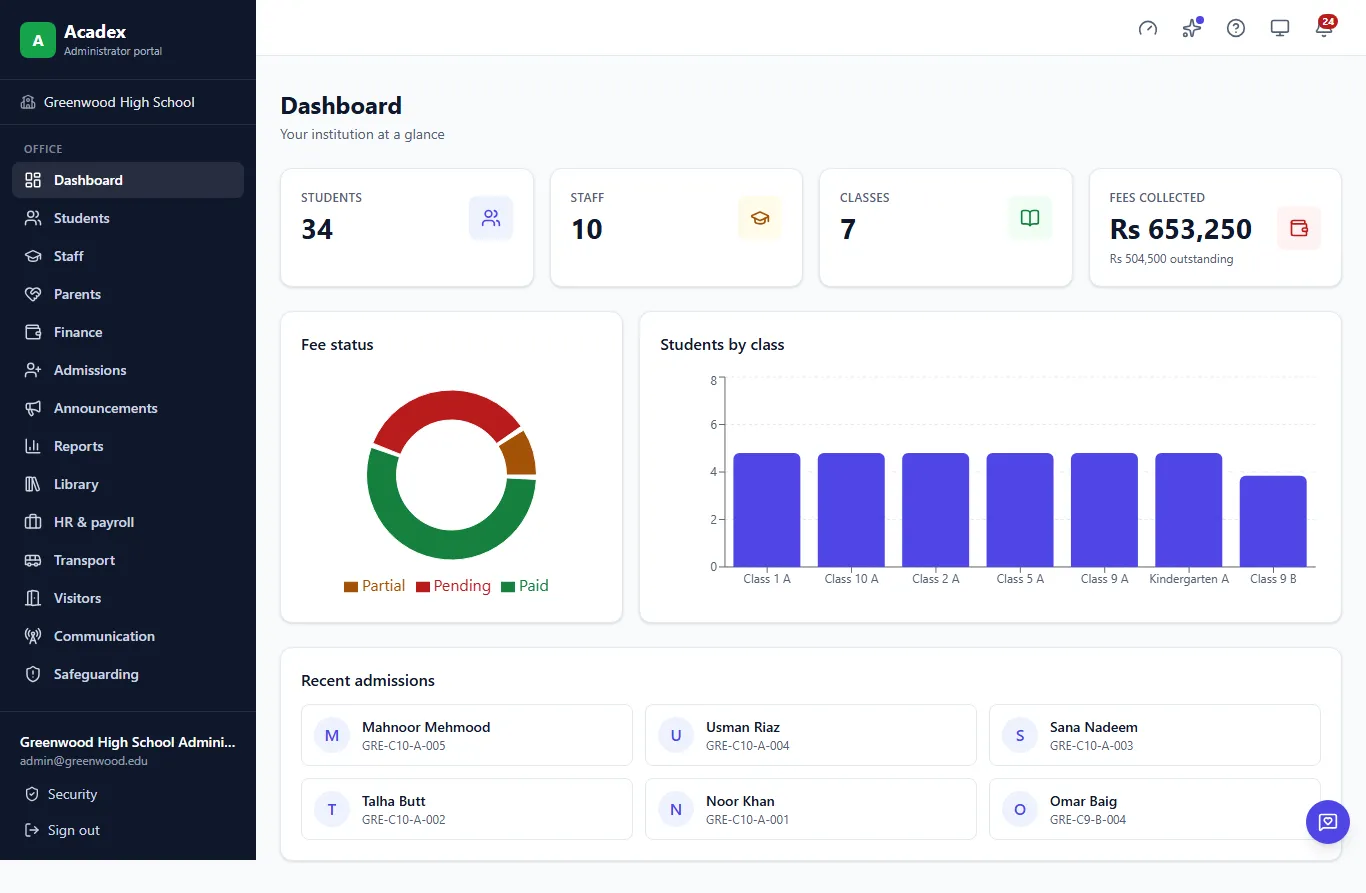 A
Acadex
Administrator portal
Greenwood High School
OFFICE
Dashboard
Students
Staff
Parents
Finance
Admissions
Announcements
Reports
Library
HR & payroll
Transport
Visitors
Communication
Safeguarding
Greenwood High School Admini...
admin@greenwood.edu
Security
Sign out
24
Dashboard
Your institution at a glance
STUDENTS
34
STAFF
10
CLASSES
7
FEES COLLECTED
Rs 653,250
Rs 504,500 outstanding
Fee status
Partial Pending Paid
Students by class
8
6
4
2
0
Class 1 A Class 10 A Class 2 A Class 5 A Class 9 A Kindergarten A Class 9 B
Recent admissions
M
Mahnoor Mehmood
GRE-C10-A-005
U
Usman Riaz
GRE-C10-A-004
S
Sana Nadeem
GRE-C10-A-003
T
Talha Butt
GRE-C10-A-002
N
Noor Khan
GRE-C10-A-001
O
Omar Baig
GRE-C9-B-004